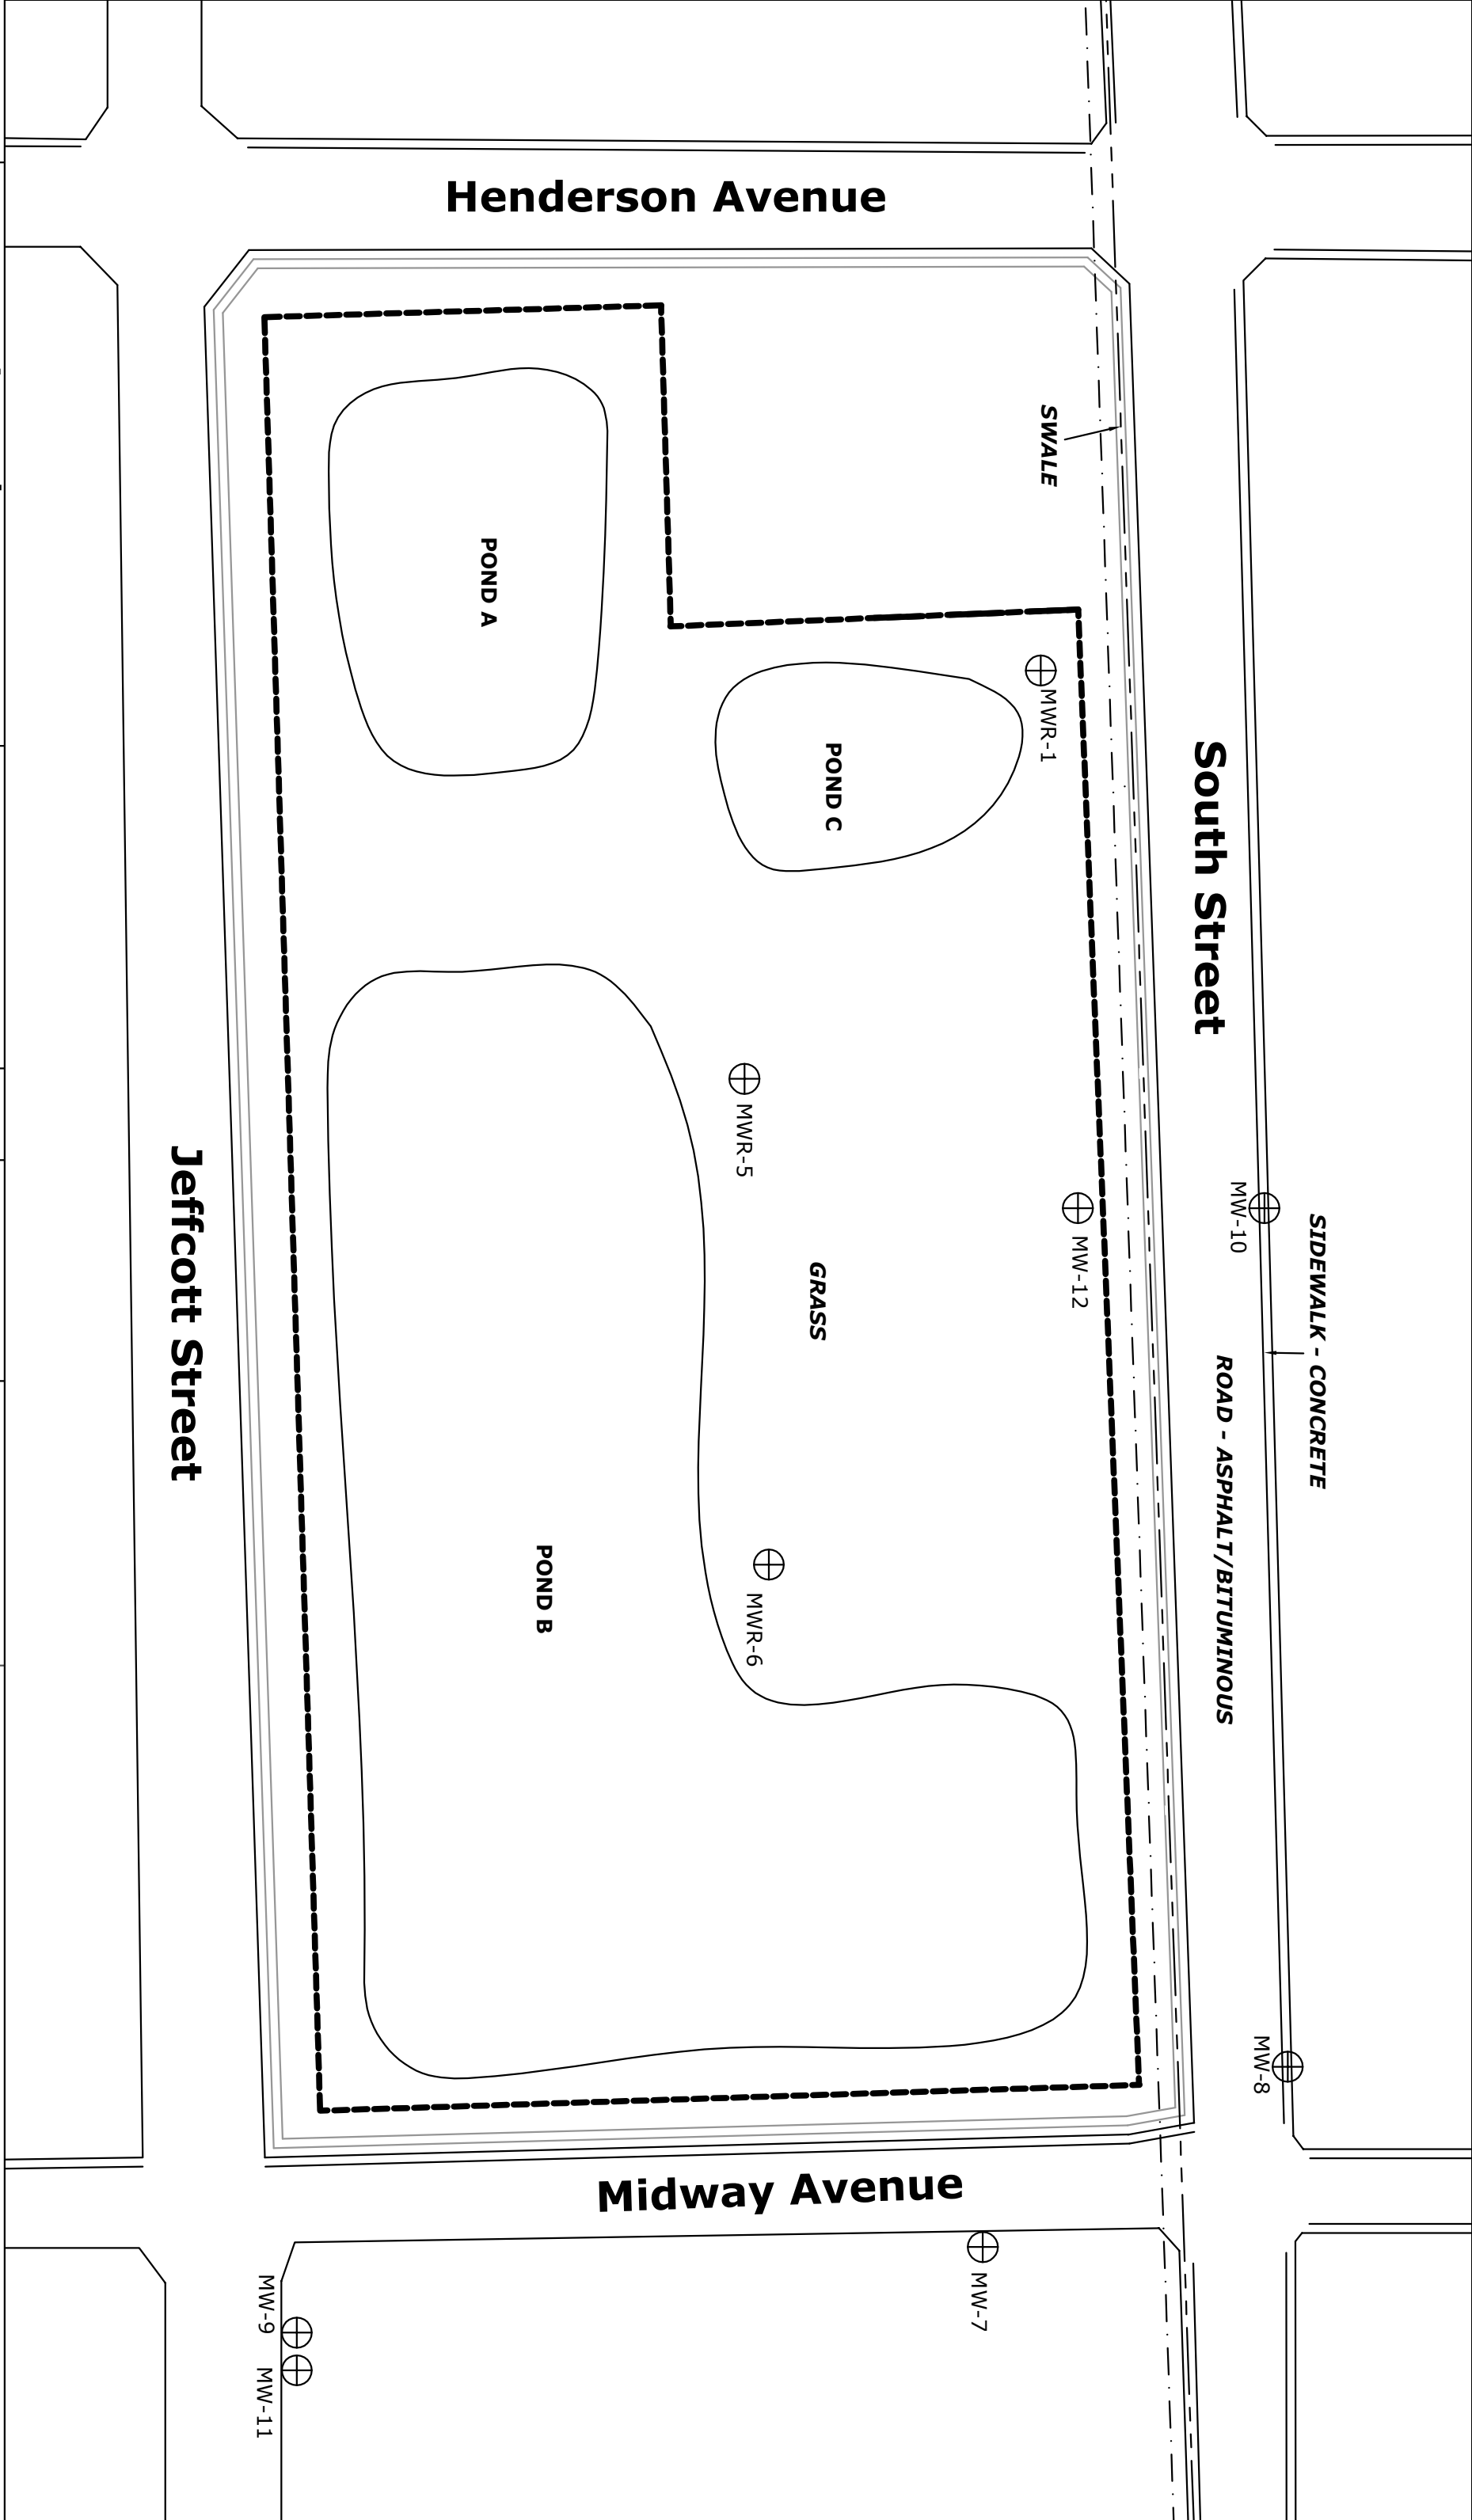 Henderson Avenue
SWALE
POND A
MWR-1
POND C
South Street
MWR-5
Jeffcott Street
MW-10
MW-12
SIDEWALK - CONCRETE
GRASS
ROAD - ASPHALT/BITUMINOUS
POND B
MWR-6
MW-8
Midway Avenue
MW-7
MW-9
MW-11